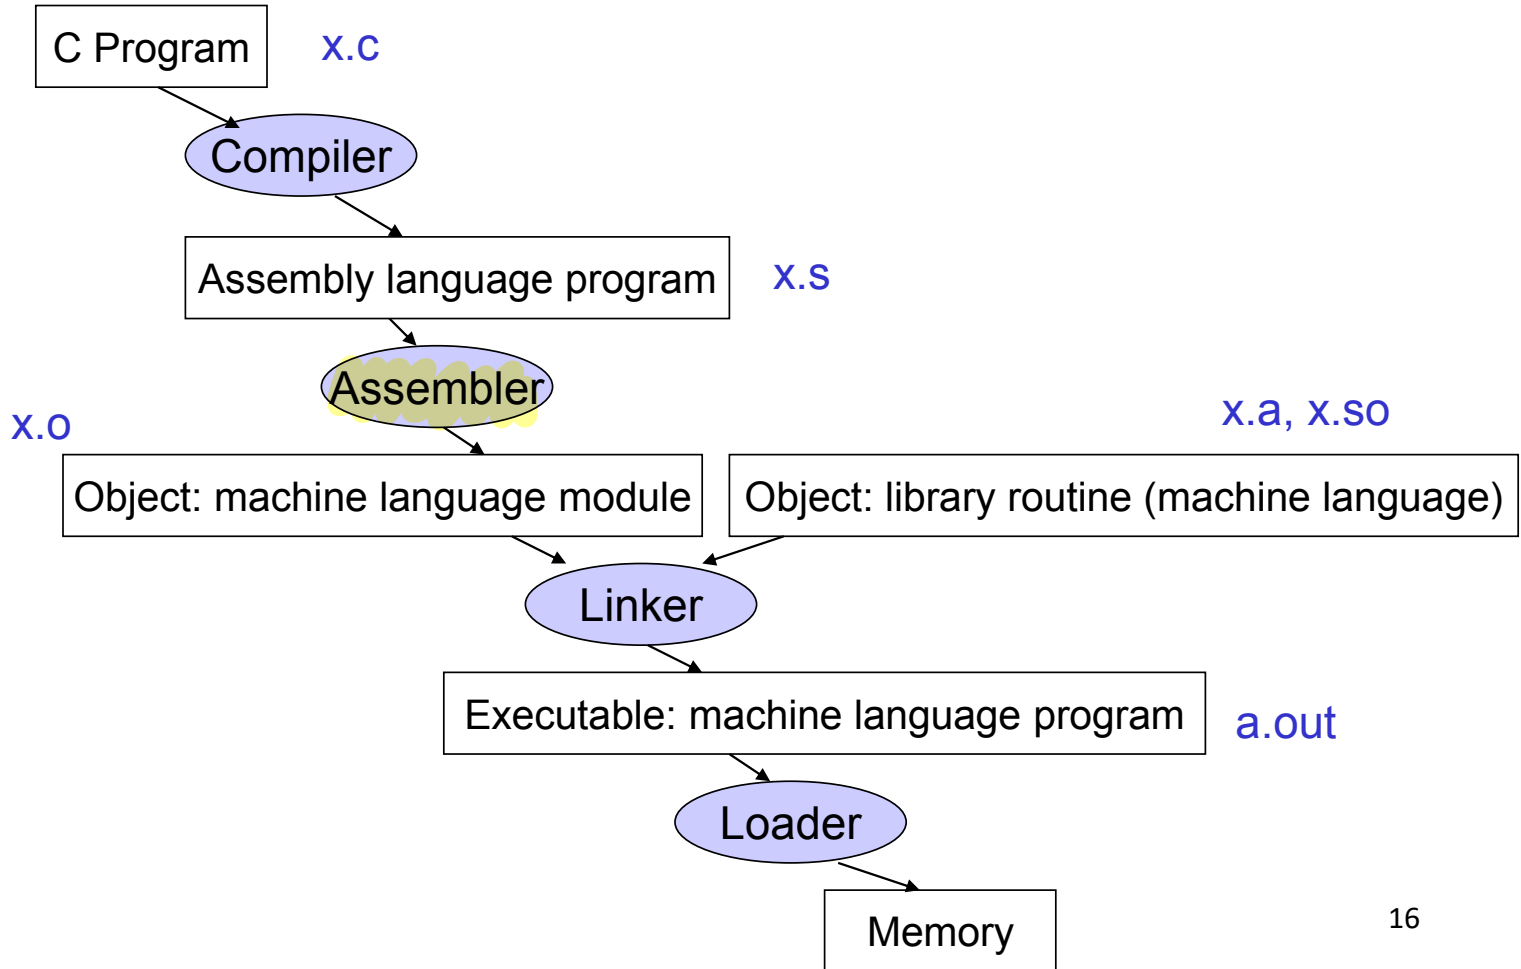 C Program
x.c
Compiler
Assembly language program
x.s
Assembler
x.o
x.a, x.so
Object: machine language module
Object: library routine (machine language)
Linker
Executable: machine language program
a.out
Loader
Memory
16